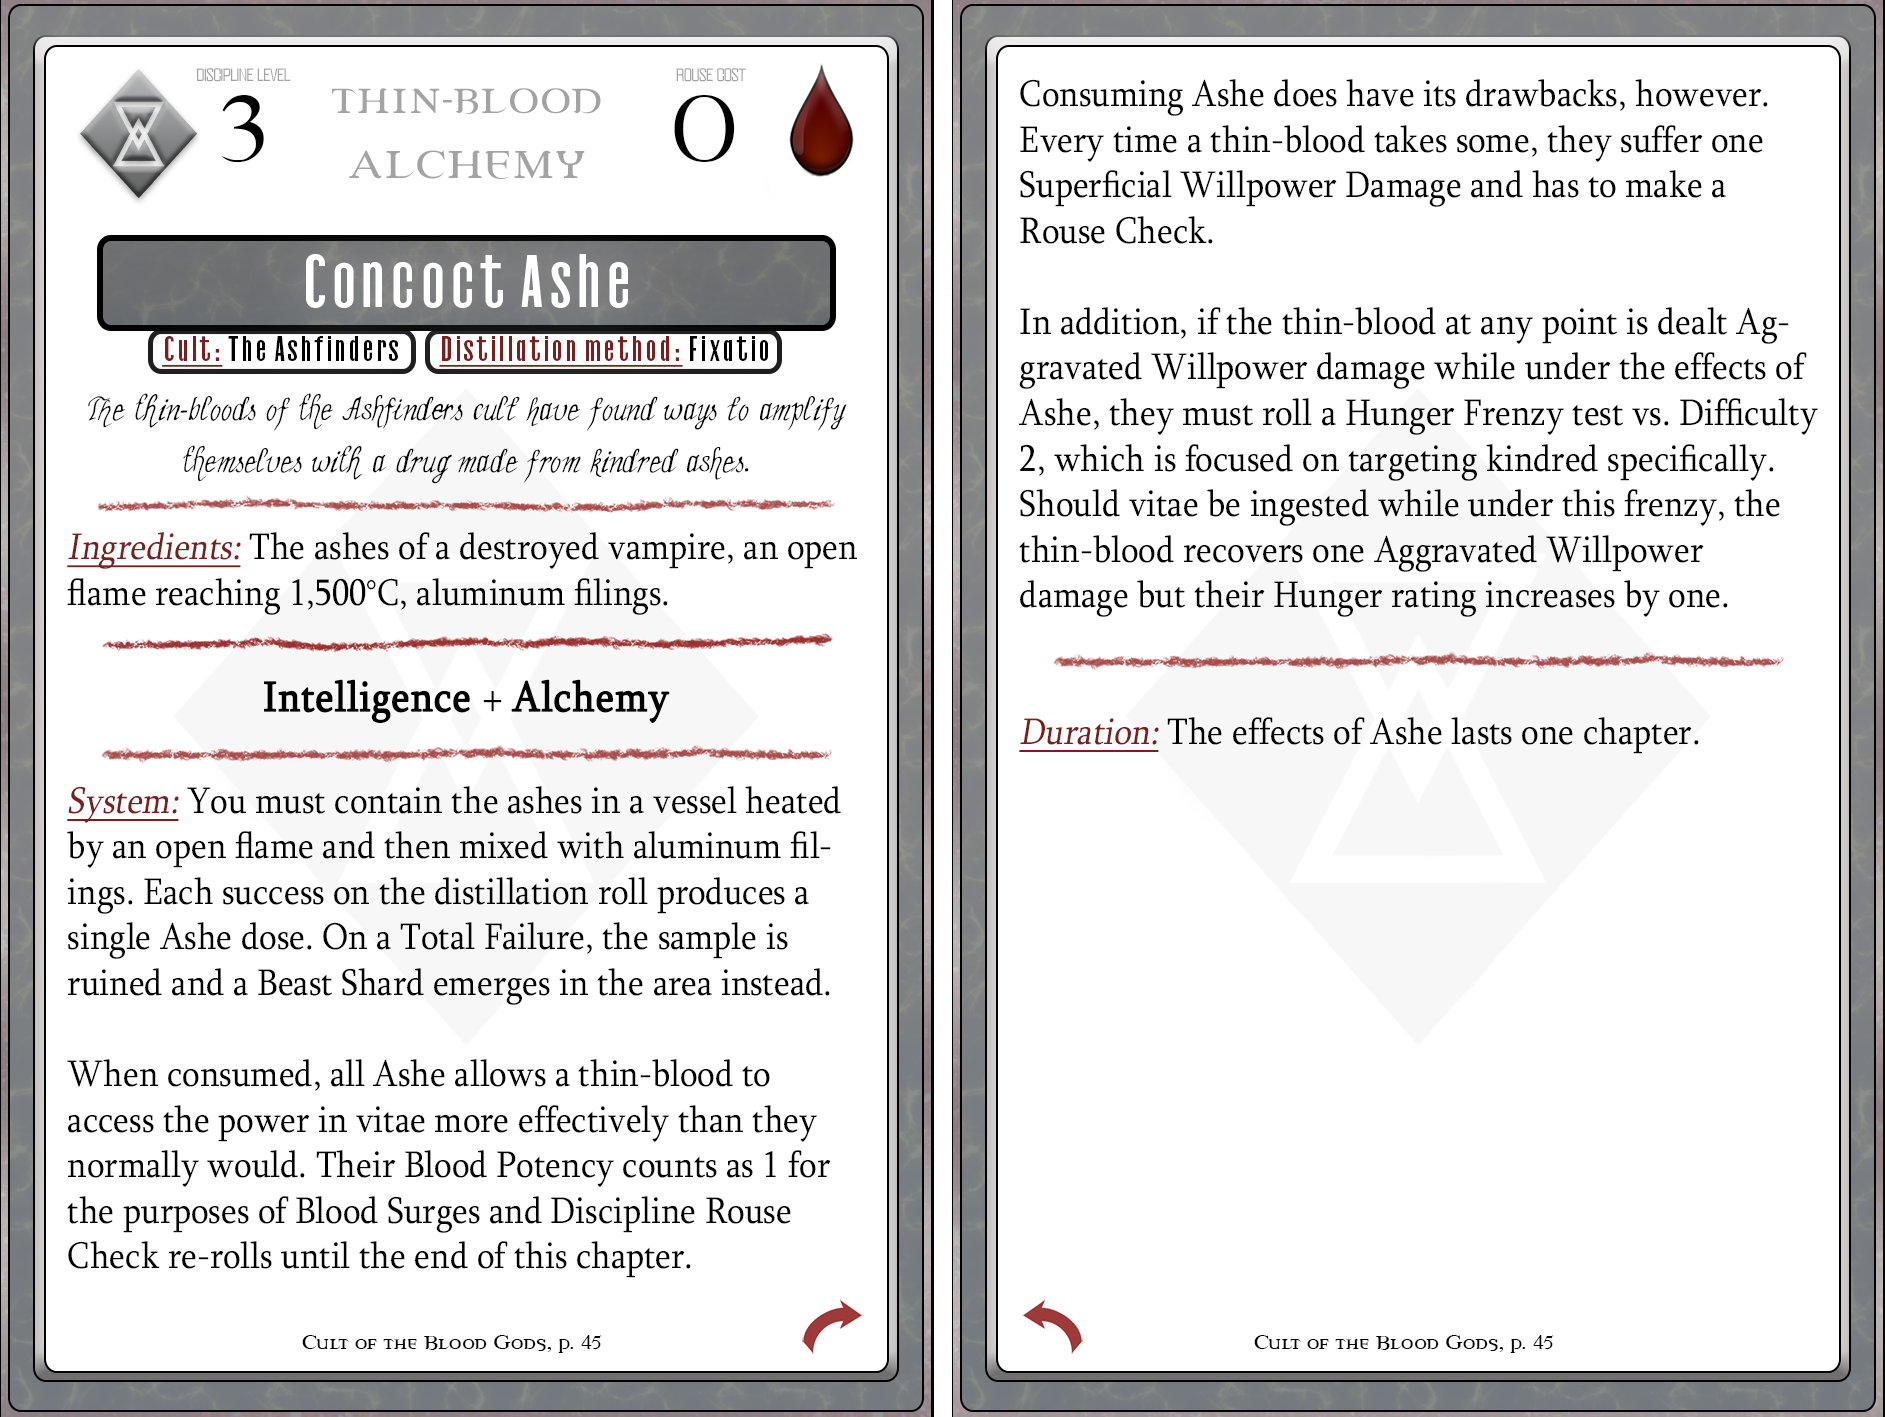 DISCIPLINE LEVEL
3
THIN-BLOOD
ALCHEMY
ROUSE COST
0
Concoct Ashe
Cult: The Ashfinders
Distillation method: Fixatio
The thin-bloods of the Ashfinders cult have found ways to amplify
themselves with a drug made from kindred ashes.
Ingredients: The ashes of a destroyed vampire, an open
flame reaching 1,500°C, aluminum filings.
Intelligence + Alchemy
System: You must contain the ashes in a vessel heated
by an open flame and then mixed with aluminum fil-
ings. Each success on the distillation roll produces a
single Ashe dose. On a Total Failure, the sample is
ruined and a Beast Shard emerges in the area instead.
When consumed, all Ashe allows a thin-blood to
access the power in vitae more effectively than they
normally would. Their Blood Potency counts as 1 for
the purposes of Blood Surges and Discipline Rouse
Check re-rolls until the end of this chapter.
Cult of the Blood Gods, p. 45
Consuming Ashe does have its drawbacks, however.
Every time a thin-blood takes some, they suffer one
Superficial Willpower Damage and has to make a
Rouse Check.
In addition, if the thin-blood at any point is dealt Ag-
gravated Willpower damage while under the effects of
Ashe, they must roll a Hunger Frenzy test vs. Difficulty
2, which is focused on targeting kindred specifically.
Should vitae be ingested while under this frenzy, the
thin-blood recovers one Aggravated Willpower
damage but their Hunger rating increases by one.
Duration: The effects of Ashe lasts one chapter.
Cult of the Blood Gods, p. 45